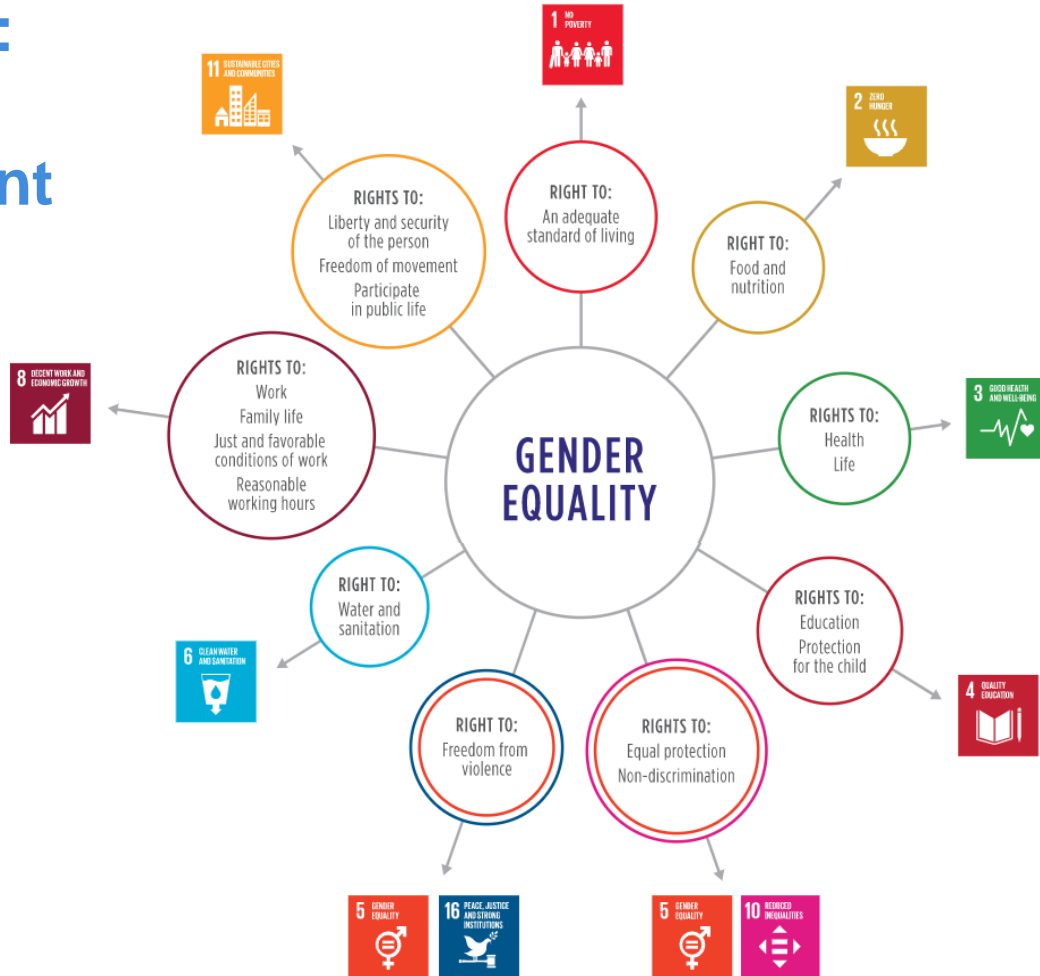 nt
1 NO
POVERTY
11 SUSTAINABLE CITIES
AND COMMUNITIES
2 ZERO
HUNGER
RIGHT TO:
An adequate
standard of living
RIGHTS TO:
Liberty and security
of the person
Freedom of movement
Participate
in public life
RIGHT TO:
Food and
nutrition
RIGHTS TO:
Work
Family life
Just and favorable
conditions of work
Reasonable
working hours
8 DECENT WORK AND
ECONOMIC GROWTH
GENDER
EQUALITY
RIGHTS TO:
Health
Life
3 GOOD HEALTH
AND WELL-BEING
RIGHT TO:
Water and
sanitation
6 CLEAN WATER
AND SANITATION
RIGHTS TO:
Education
Protection
for the child
4 QUALITY
EDUCATION
RIGHT TO:
Freedom from
violence
RIGHTS TO:
Equal protection
Non-discrimination
5 GENDER
EQUALITY
16 PEACE, JUSTICE
AND STRONG
INSTITUTIONS
5 GENDER
EQUALITY
10 REDUCED
INEQUALITIES